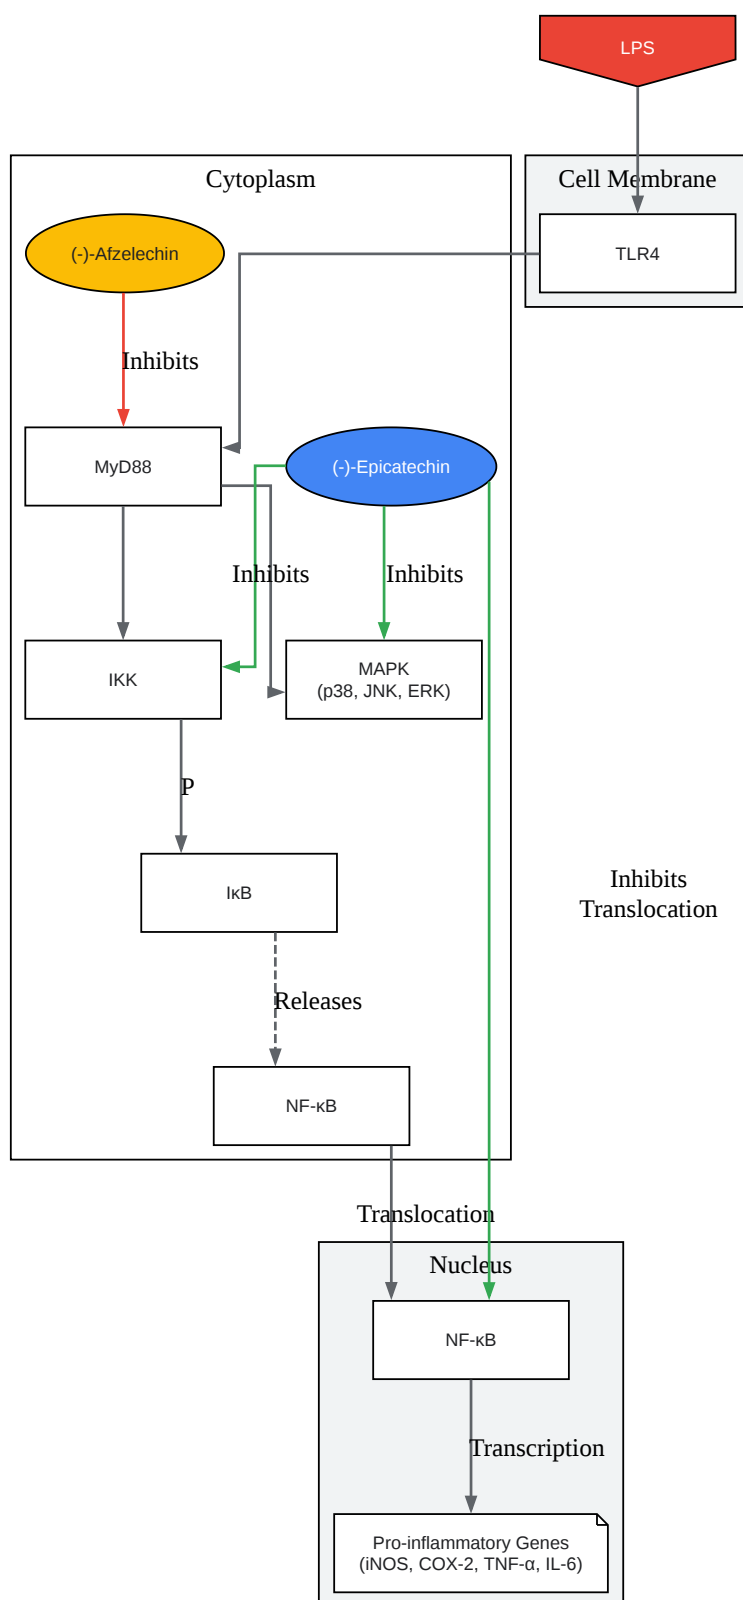 LPS
Cytoplasm
Cell Membrane
(-)-Afzelechin
TLR4
Inhibits
MyD88
(-)-Epicatechin
Inhibits
Inhibits
IKK
MAPK
(p38, JNK, ERK)
P
IκB
Inhibits
Translocation
Releases
NF-κB
Translocation
Nucleus
NF-κB
Transcription
Pro-inflammatory Genes
(iNOS, COX-2, TNF-α, IL-6)